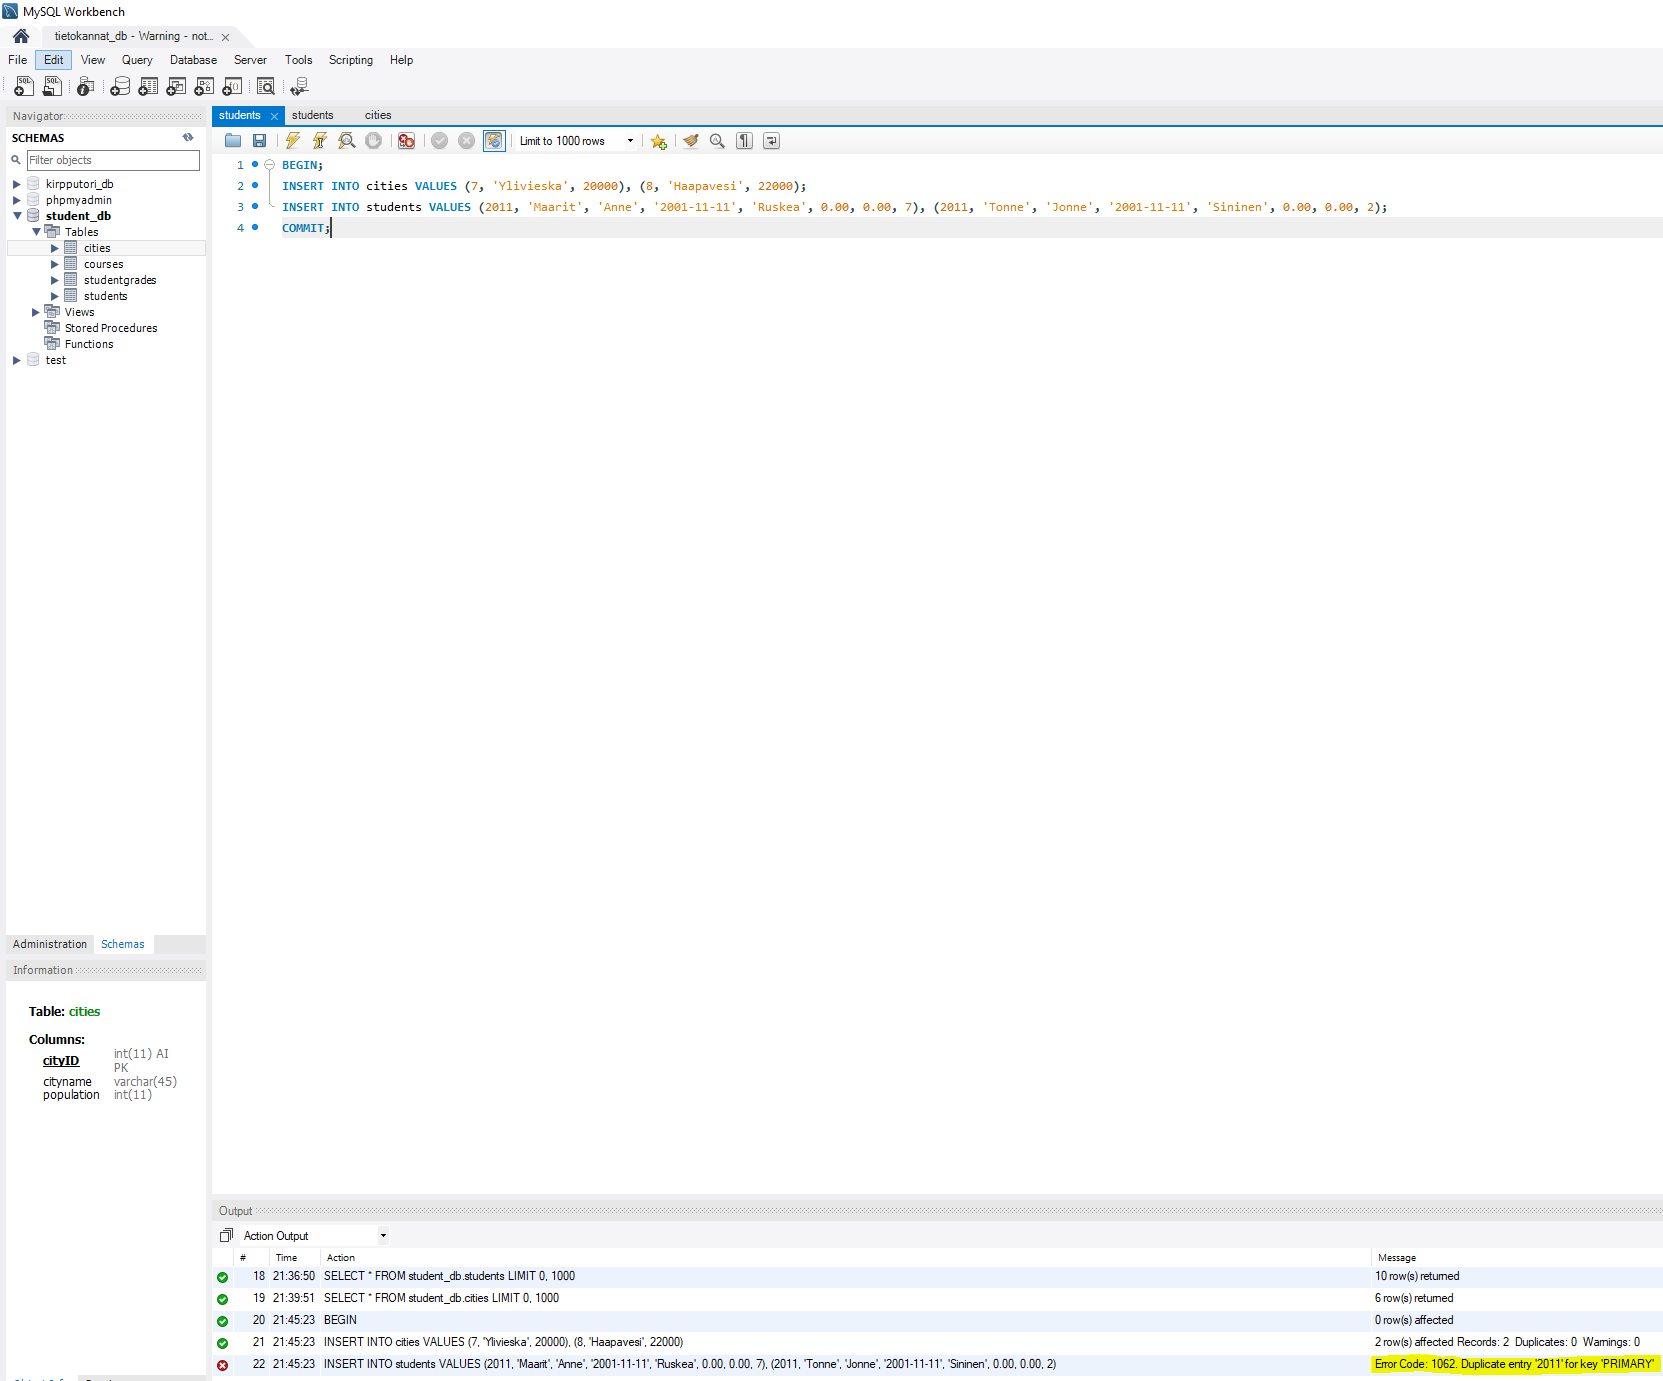 MySQL Workbench
tietokannat_db - Warning - not...
File Edit View Query Database Server Tools Scripting Help
Navigator
SCHEMAS
Filter objects
kirpputori_db
phpmyadmin
student_db
Tables
cities
courses
studentgrades
students
Views
Stored Procedures
Functions
test
Administration Schemas
Information
Table: cities
Columns:
cityID int(11) AI PK
cityname varchar(45)
population int(11)
students students cities
Limit to 1000 rows
1 BEGIN;
2 INSERT INTO cities VALUES (7, 'Ylivieska', 20000), (8, 'Haapavesi', 22000);
3 INSERT INTO students VALUES (2011, 'Maarit', 'Anne', '2001-11-11', 'Ruskea', 0.00, 0.00, 7), (2011, 'Tonne', 'Jonne', '2001-11-11', 'Sininen', 0.00, 0.00, 2);
4 COMMIT;
Output
Action Output
# Time Action Message
18 21:36:50 SELECT * FROM student_db.students LIMIT 0, 1000 10 row(s) returned
19 21:39:51 SELECT * FROM student_db.cities LIMIT 0, 1000 6 row(s) returned
20 21:45:23 BEGIN 0 row(s) affected
21 21:45:23 INSERT INTO cities VALUES (7, 'Ylivieska', 20000), (8, 'Haapavesi', 22000) 2 row(s) affected Records: 2 Duplicates: 0 Warnings: 0
22 21:45:23 INSERT INTO students VALUES (2011, 'Maarit', 'Anne', '2001-11-11', 'Ruskea', 0.00, 0.00, 7), (2011, 'Tonne', 'Jonne', '2001-11-11', 'Sininen', 0.00, 0.00, 2) Error Code: 1062. Duplicate entry '2011' for key 'PRIMARY'